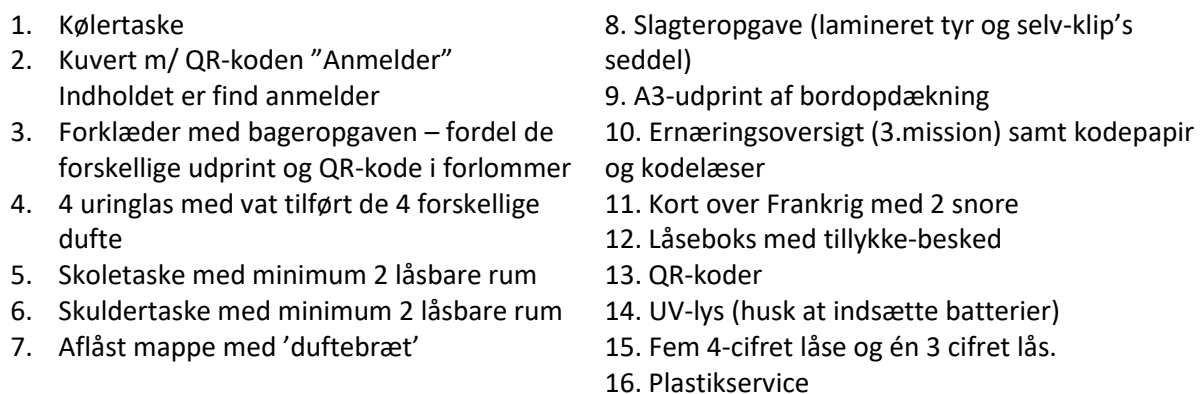 1. Kølertaske
2. Kuvert m/ QR-koden ”Anmelder”
Indholdet er find anmelder
3. Forklæder med bageropgaven – fordel de
forskellige udprint og QR-kode i forlommer
4. 4 uringlas med vat tilført de 4 forskellige
dufte
5. Skoletaske med minimum 2 låsbare rum
6. Skuldertaske med minimum 2 låsbare rum
7. Aflåst mappe med ’duftebræt’
8. Slagteropgave (lamineret tyr og selv-klip’s
seddel)
9. A3-udprint af bordopdækning
10. Ernæringsoversigt (3.mission) samt kodepapir
og kodelæser
11. Kort over Frankrig med 2 snore
12. Låseboks med tillykke-besked
13. QR-koder
14. UV-lys (husk at indsætte batterier)
15. Fem 4-cifret låse og én 3 cifret lås.
16. Plastikservice